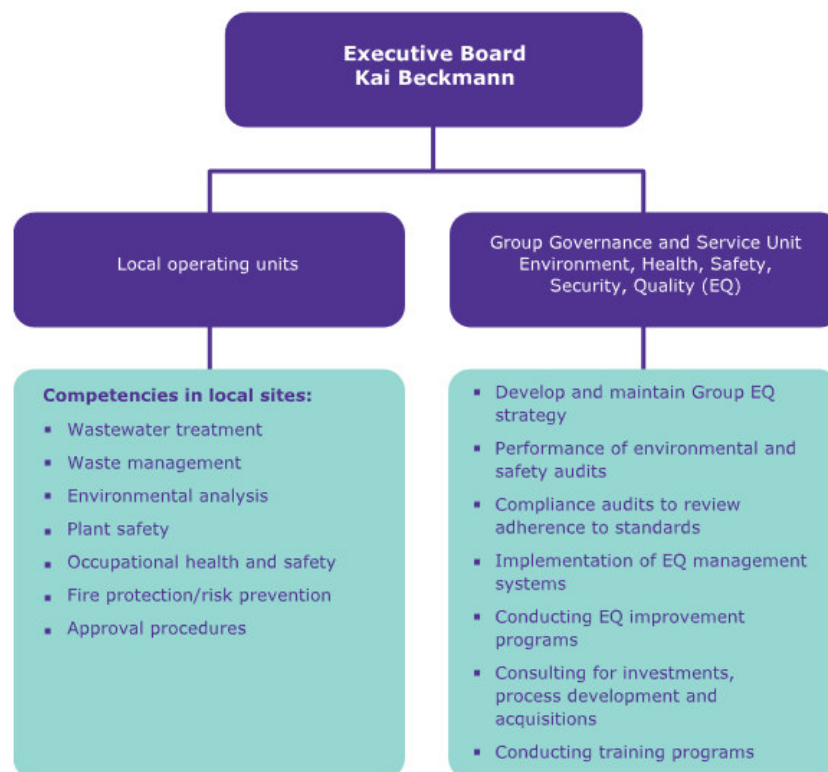 Executive Board
Kai Beckmann
Local operating units
Group Governance and Service Unit
Environment, Health, Safety,
Security, Quality (EQ)
Competencies in local sites:
▪ Wastewater treatment
▪ Waste management
▪ Environmental analysis
▪ Plant safety
▪ Occupational health and safety
▪ Fire protection/risk prevention
▪ Approval procedures
▪ Develop and maintain Group EQ
strategy
▪ Performance of environmental and
safety audits
▪ Compliance audits to review
adherence to standards
▪ Implementation of EQ management
systems
▪ Conducting EQ improvement
programs
▪ Consulting for investments,
process development and
acquisitions
▪ Conducting training programs